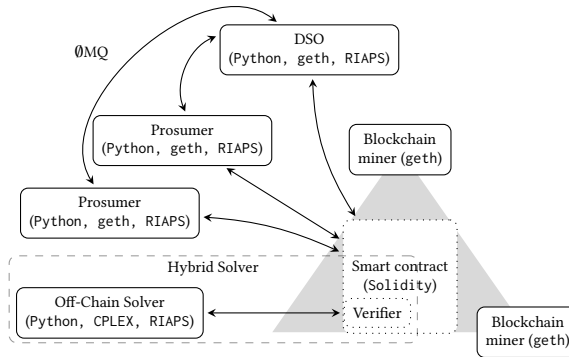 DSO
(Python, geth, RIAPS)
∅MQ
Prosumer
(Python, geth, RIAPS)
Blockchain
miner (geth)
Prosumer
(Python, geth, RIAPS)
Hybrid Solver
Smart contract
(Solidity)
Off-Chain Solver
(Python, CPLEX, RIAPS)
Verifier
Blockchain
miner (geth)